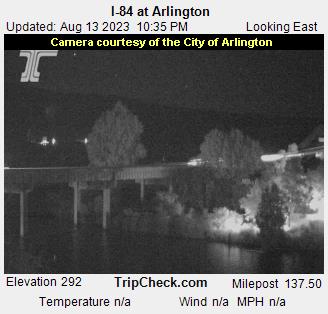 I-84 at Arlington
Updated: Aug 13 2023 10:35 PM Looking East
Camera courtesy of the City of Arlington
Elevation 292 TripCheck.com Milepost 137.50
Temperature n/a Wind n/a MPH n/a